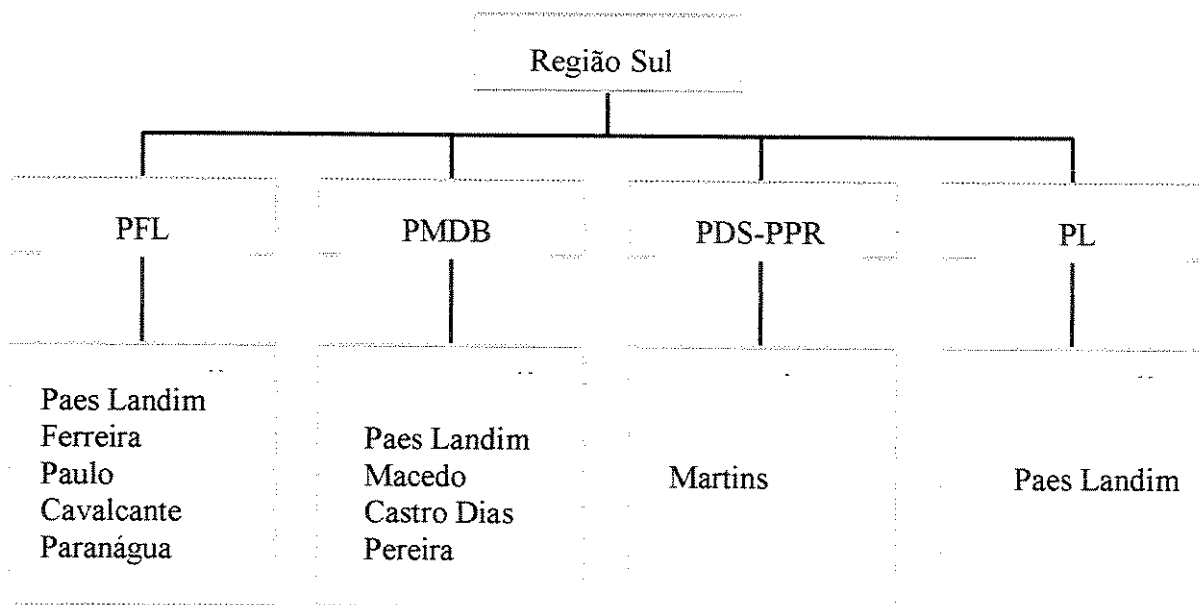 Região Sul
PFL
PMDB
PDS-PPR
PL
Paes Landim
Ferreira
Paulo
Cavalcante
Paranágua
Paes Landim
Macedo
Castro Dias
Pereira
Martins
Paes Landim